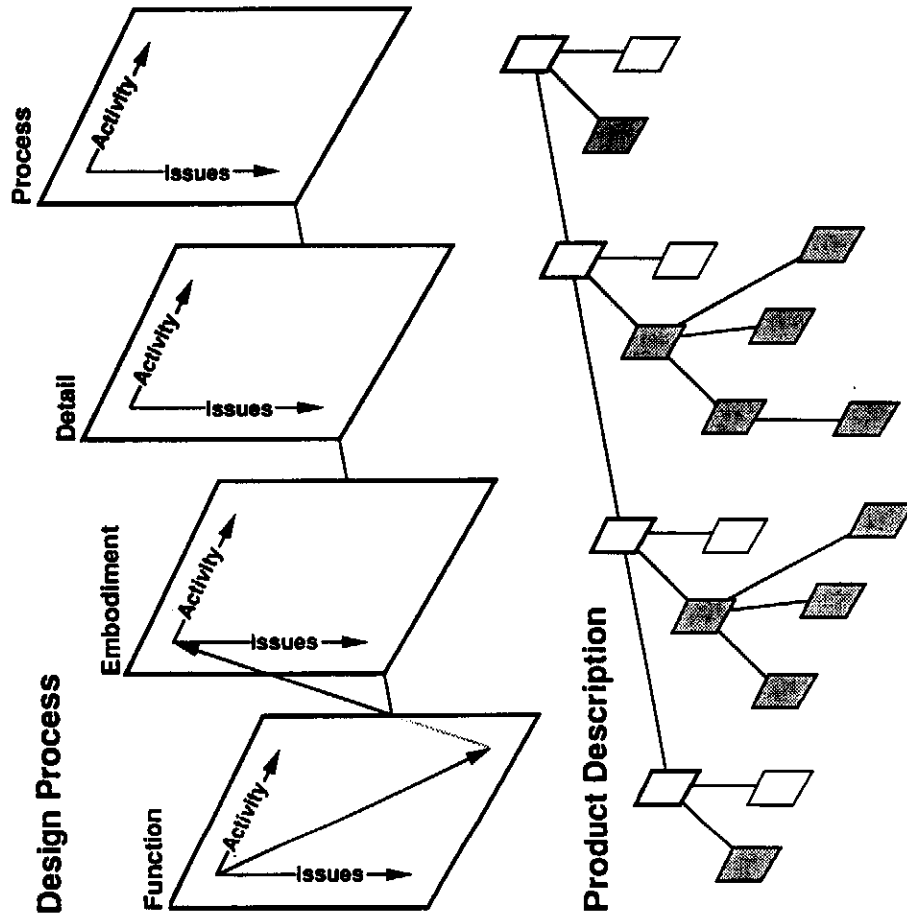 Design Process
Function
Activity
Issues
Embodiment
Activity
Issues
Detail
Activity
Issues
Process
Activity
Issues
Product Description